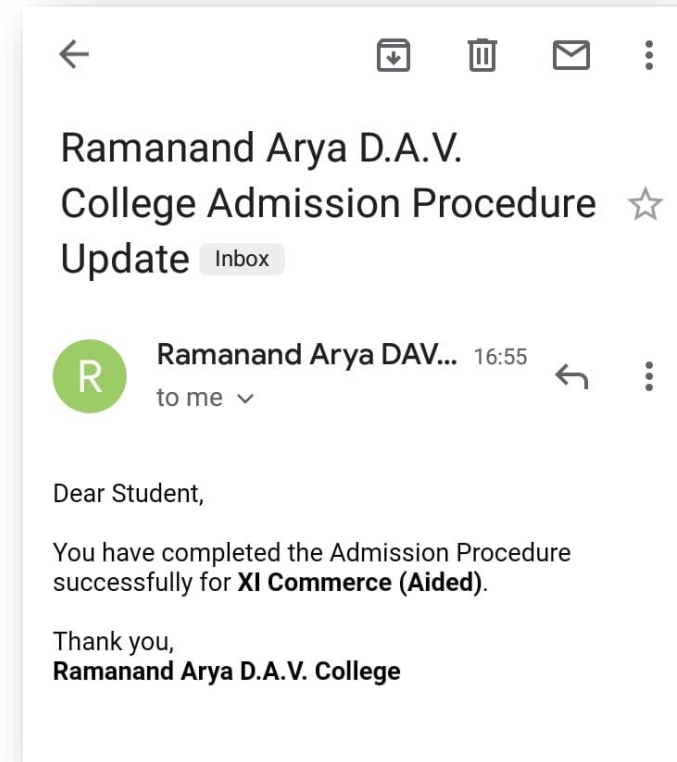 Ramanand Arya D.A.V.
College Admission Procedure
Update Inbox
R
Ramanand Arya DAV... 16:55
to me
Dear Student,
You have completed the Admission Procedure
successfully for XI Commerce (Aided).
Thank you,
Ramanand Arya D.A.V. College